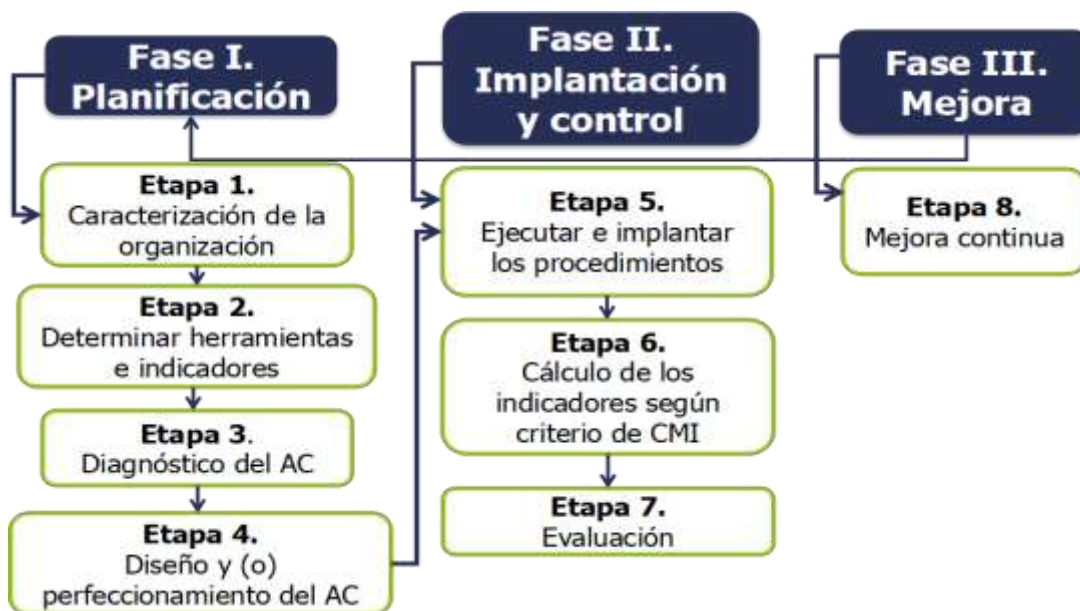 Fase I.
Planificación
Etapa 1.
Caracterización de la
organización
Etapa 2.
Determinar herramientas
e indicadores
Etapa 3.
Diagnóstico del AC
Etapa 4.
Diseño y (o)
perfeccionamiento del AC
Fase II.
Implantación
y control
Etapa 5.
Ejecutar e implantar
los procedimientos
Etapa 6.
Cálculo de los
indicadores según
criterio de CMI
Etapa 7.
Evaluación
Fase III.
Mejora
Etapa 8.
Mejora continua